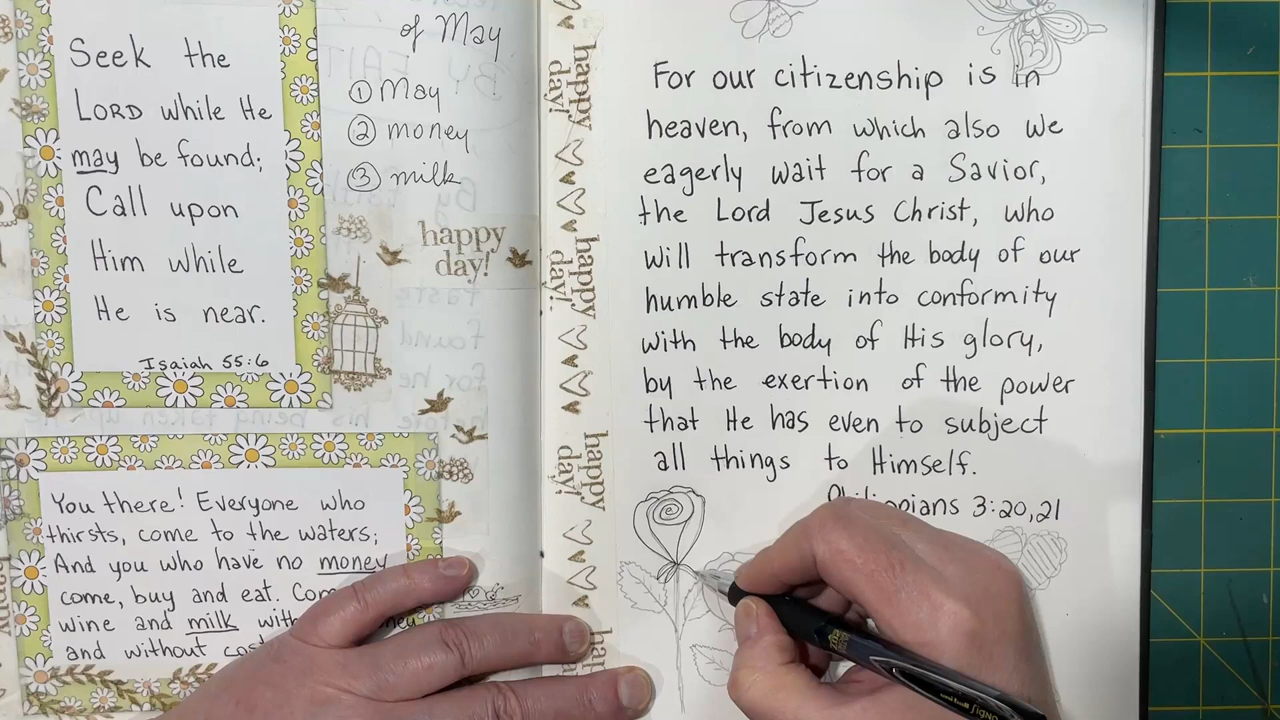 Seek the
LORD while He
may be found;
Call upon
Him while
He is near.
Isaiah 55:6
You there! Everyone who
thirsts, come to the waters;
And you who have no money
come, buy and eat.
wine and milk
and without
of May
① May
② money
③ milk
happy
day!
happy
day!
happy
day!
happy
day!
happy
For our citizenship is in
heaven, from which also we
eagerly wait for a Savior,
the Lord Jesus Christ, who
will transform the body of our
humble state into conformity
with the body of His glory,
by the exertion of the power
that He has even to subject
all things to Himself.
Philippians 3:20,21
uni-ball SIGNO